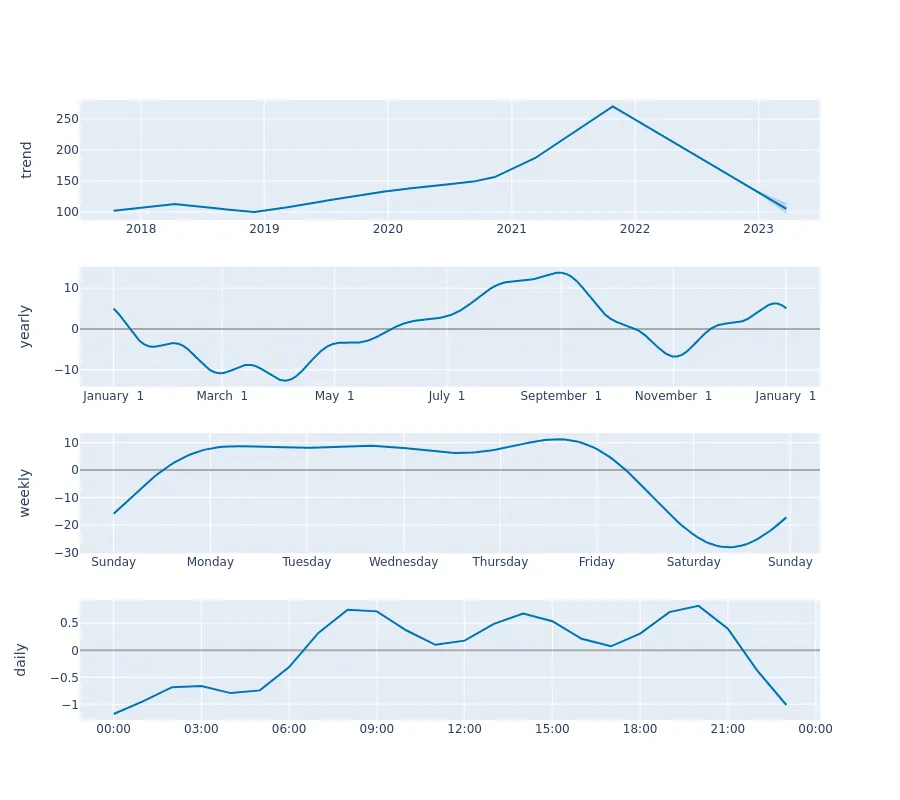 trend
250
200
150
100
2018 2019 2020 2021 2022 2023
yearly
10
0
−10
January 1 March 1 May 1 July 1 September 1 November 1 January 1
weekly
10
0
−10
−20
−30
Sunday Monday Tuesday Wednesday Thursday Friday Saturday Sunday
daily
0.5
0
−0.5
−1
00:00 03:00 06:00 09:00 12:00 15:00 18:00 21:00 00:00